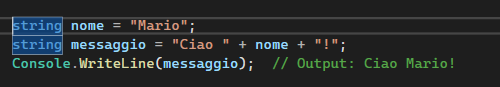 string nome = "Mario";
string messaggio = "Ciao " + nome + "!";
Console.WriteLine(messaggio);  // Output: Ciao Mario!